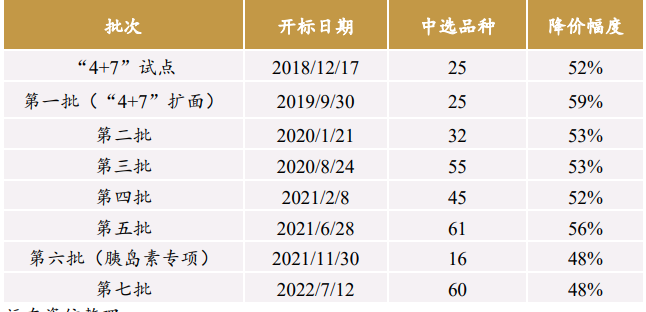 批次 开标日期 中选品种 降价幅度
“4+7”试点 2018/12/17 25 52%
第一批（“4+7”扩面） 2019/9/30 25 59%
第二批 2020/1/21 32 53%
第三批 2020/8/24 55 53%
第四批 2021/2/8 45 52%
第五批 2021/6/28 61 56%
第六批（胰岛素专项） 2021/11/30 16 48%
第七批 2022/7/12 60 48%